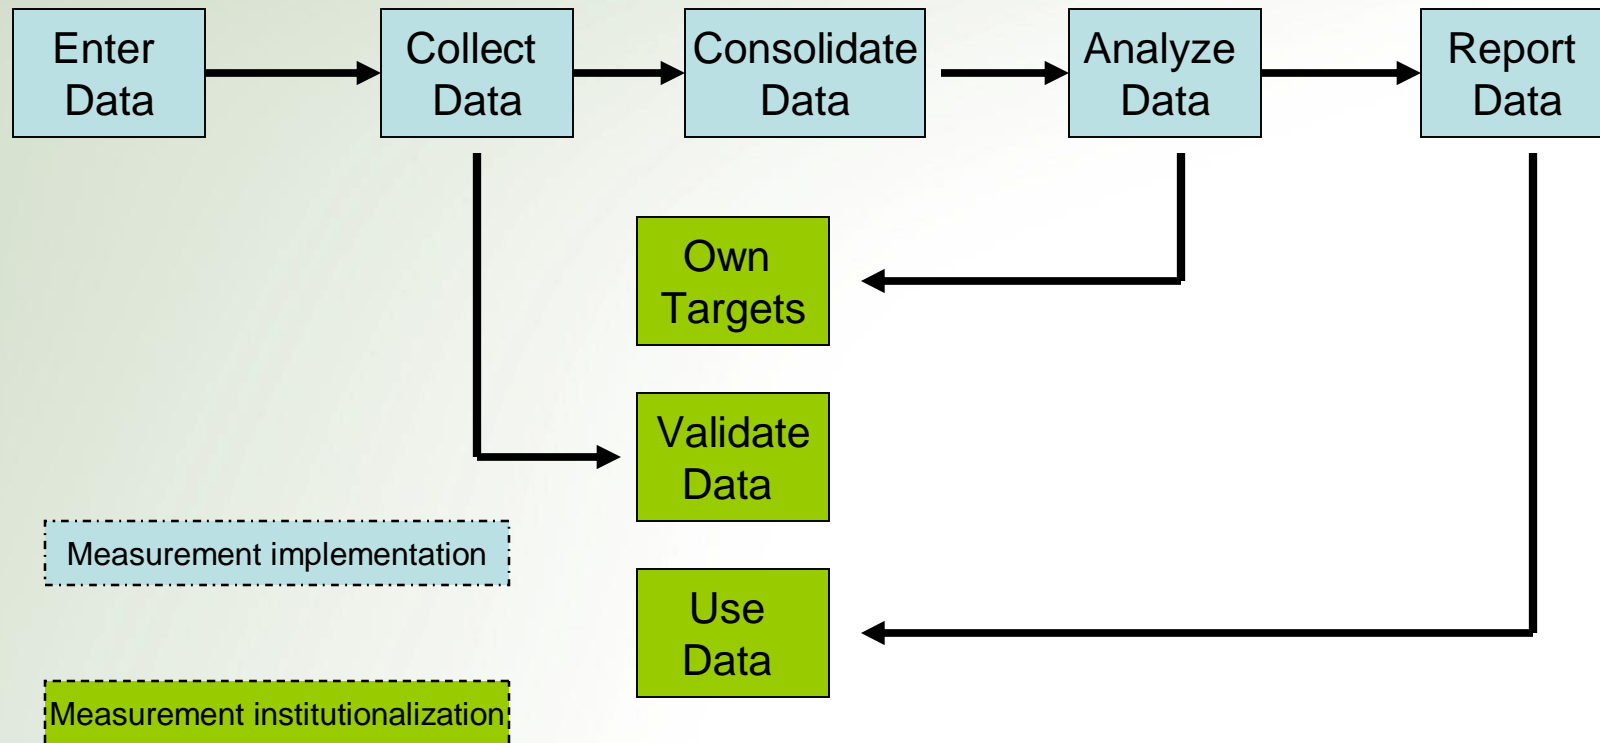 Enter
Data
Collect
Data
Consolidate
Data
Analyze
Data
Report
Data
Own
Targets
Validate
Data
Measurement implementation
Use
Data
Measurement institutionalization